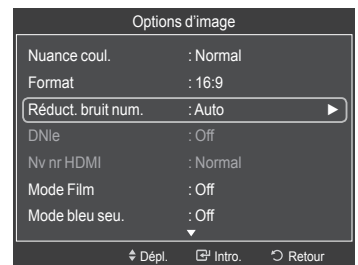 Options d'image
Nuance coul. : Normal
Format : 16:9
Réduct. bruit num. : Auto
DNIe : Off
Nv nr HDMI : Normal
Mode Film : Off
Mode bleu seu. : Off
Dépl. Intro. Retour